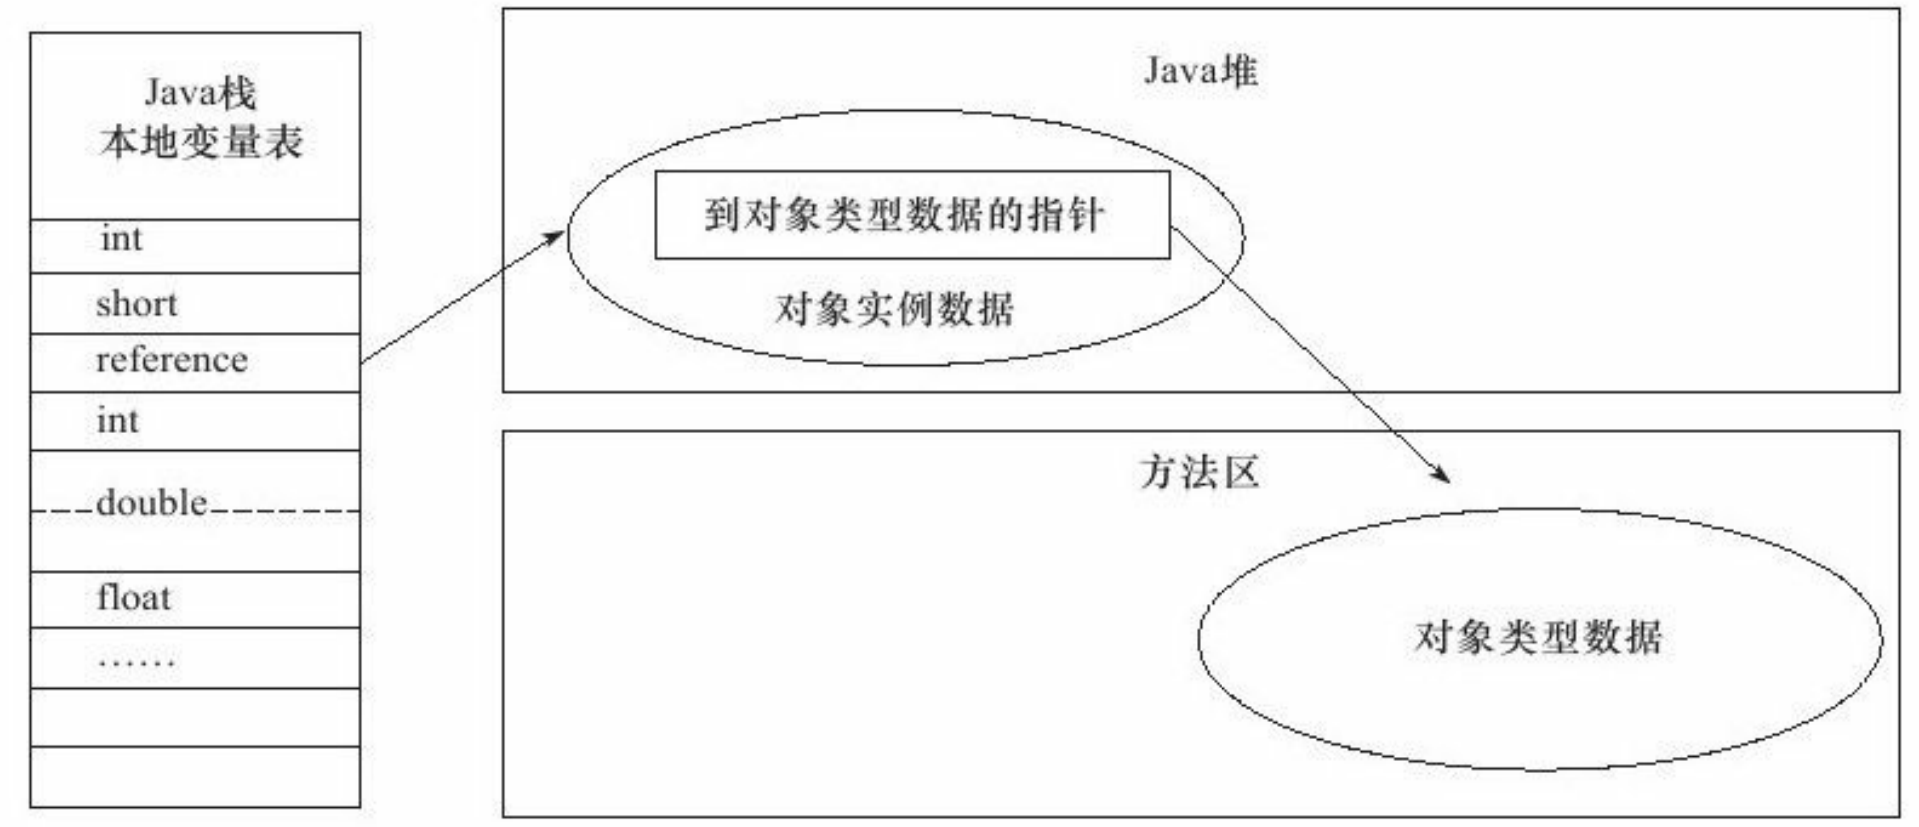 Java栈
本地变量表
int
short
reference
int
double
float
……
Java堆
到对象类型数据的指针
对象实例数据
方法区
对象类型数据